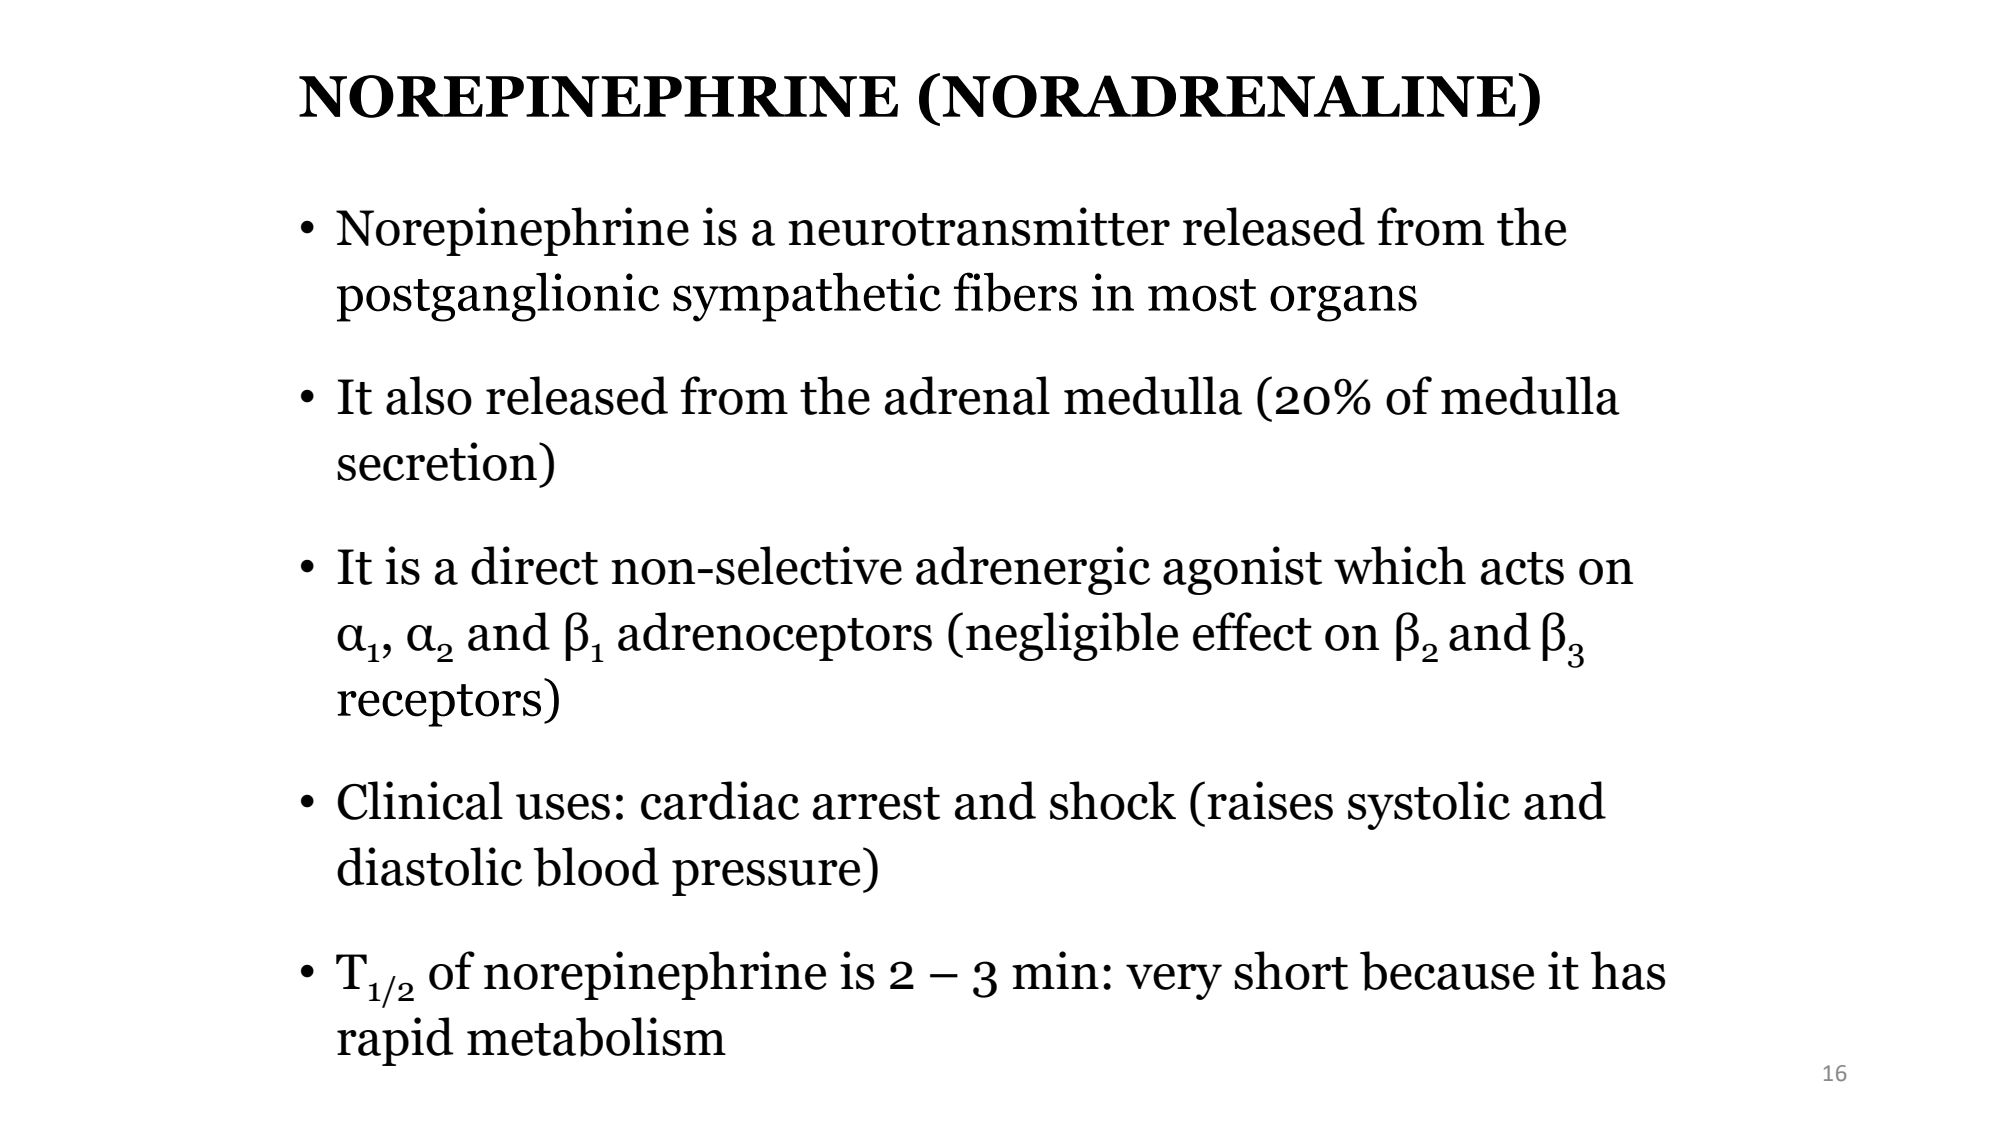 NOREPINEPHRINE (NORADRENALINE)
• Norepinephrine is a neurotransmitter released from the
postganglionic sympathetic fibers in most organs
• It also released from the adrenal medulla (20% of medulla
secretion)
• It is a direct non-selective adrenergic agonist which acts on
α₁, α₂ and β₁ adrenoceptors (negligible effect on β₂ and β₃
receptors)
• Clinical uses: cardiac arrest and shock (raises systolic and
diastolic blood pressure)
• T₁/₂ of norepinephrine is 2 – 3 min: very short because it has
rapid metabolism
16